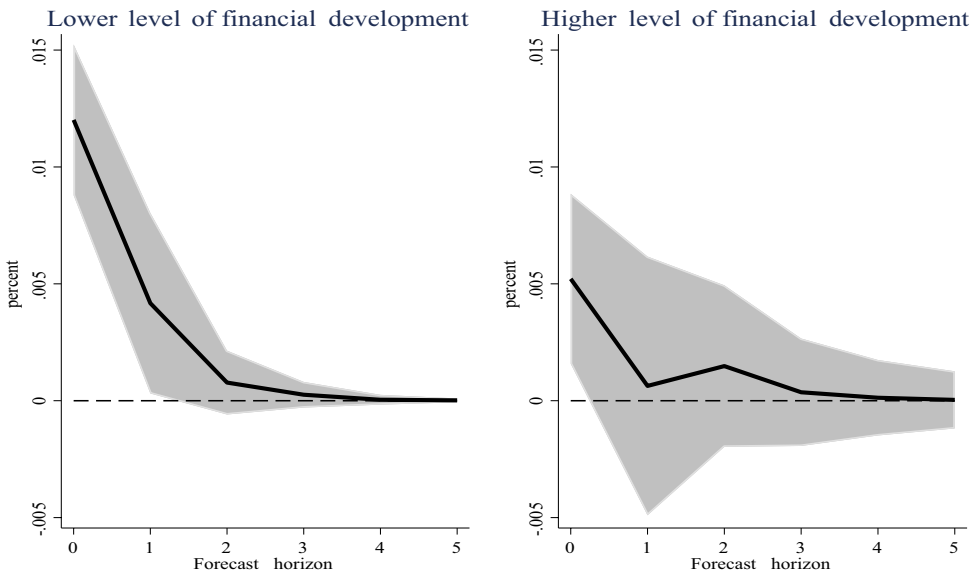 Lower level of financial development
.015
.01
.005
0
-.005
percent
0 1 2 3 4 5
Forecast horizon
Higher level of financial development
.015
.01
.005
0
-.005
percent
0 1 2 3 4 5
Forecast horizon